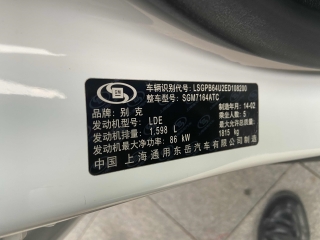 车辆识别代号: LSGPB64U2ED108280
整车型号: SGM7164ATC
品牌: 别克 制造年月: 14-02
发动机型号: LDE 乘坐人数: 5
发动机排量: 1,598 L 最大允许总质量:
发动机最大净功率: 86 kW 1815 kg
中国 上海通用东岳汽车有限公司制造